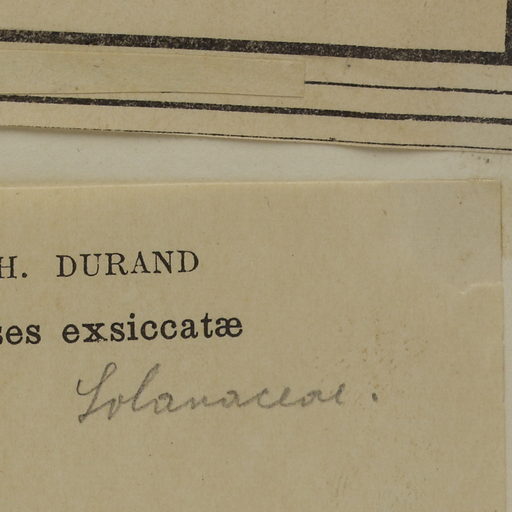 H. DURAND
ses exsiccatæ
Solanaceae.